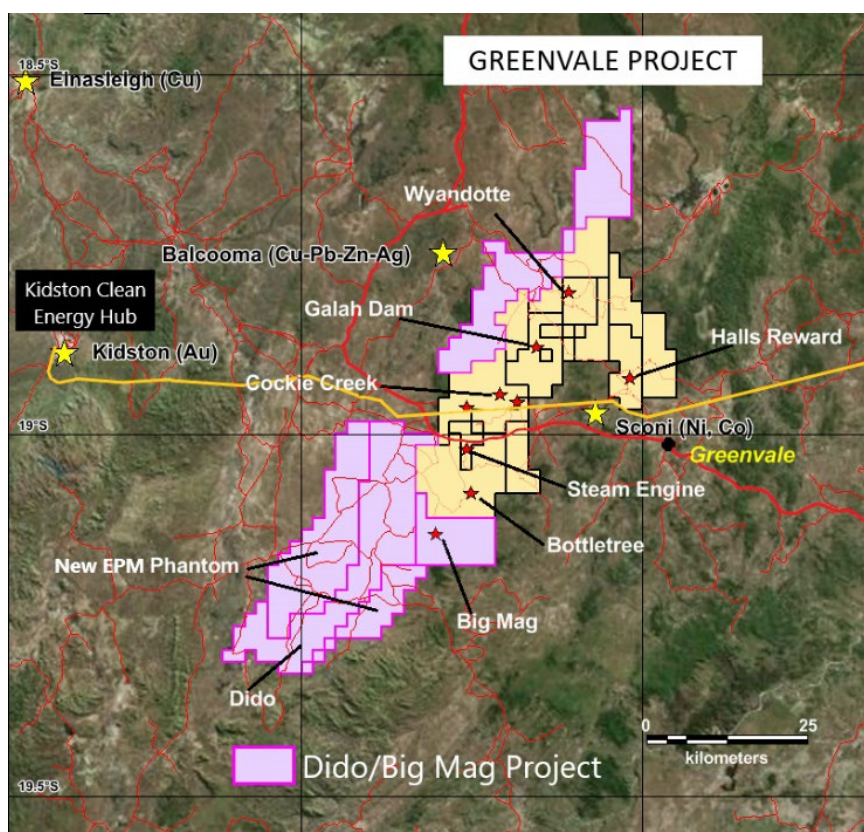 GREENVALE PROJECT
18.5°S
Einasleigh (Cu)
Wyandotte
Balcooma (Cu-Pb-Zn-Ag)
Kidston Clean
Energy Hub
Galah Dam
Halls Reward
Kidston (Au)
Cockie Creek
19°S
Sconi (Ni, Co)
Greenvale
Steam Engine
Bottletree
New EPM Phantom
Big Mag
Dido
0 25
kilometers
Dido/Big Mag Project
19.5°S